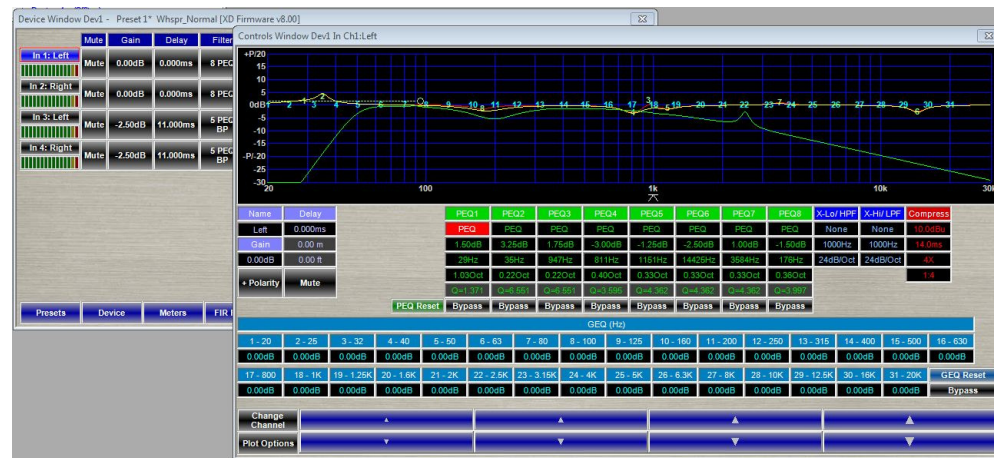 Device Window Dev1 - Preset 1* Whspr_Normal [XD Firmware v8.00]
Mute Gain Delay Filter
In 1: Left Mute 0.00dB 0.000ms 8 PEQ
In 2: Right Mute 0.00dB 0.000ms 8 PEQ
In 3: Left Mute -2.50dB 11.000ms 5 PEQ BP
In 4: Right Mute -2.50dB 11.000ms 5 PEQ BP
Presets Device Meters FIR
Controls Window Dev1 In Ch1:Left
+P/20
15
10
5
0dB
-5
-10
-15
-P/-20
-25
-30
20 100 1k 10k 30
Name Delay PEQ1 PEQ2 PEQ3 PEQ4 PEQ5 PEQ6 PEQ7 PEQ8 X-Lo/ HPF X-Hi/ LPF Compress
Left 0.000ms PEQ PEQ PEQ PEQ PEQ PEQ PEQ PEQ None None 10.0dBu
Gain 0.00 m 1.50dB 3.25dB 1.75dB -3.00dB -1.25dB -2.50dB 1.00dB -1.50dB 1000Hz 1000Hz 14.0ms
0.00dB 0.00 ft 29Hz 35Hz 947Hz 811Hz 1151Hz 14425Hz 3584Hz 176Hz 24dB/Oct 24dB/Oct 4X
+ Polarity Mute 1.03Oct 0.22Oct 0.22Oct 0.40Oct 0.33Oct 0.33Oct 0.33Oct 0.36Oct 1:4
Q=1.371 Q=6.551 Q=6.551 Q=3.595 Q=4.362 Q=4.362 Q=4.362 Q=3.997
PEQ Reset Bypass Bypass Bypass Bypass Bypass Bypass Bypass Bypass
GEQ (Hz)
1 - 20 2 - 25 3 - 32 4 - 40 5 - 50 6 - 63 7 - 80 8 - 100 9 - 125 10 - 160 11 - 200 12 - 250 13 - 315 14 - 400 15 - 500 16 - 630
0.00dB 0.00dB 0.00dB 0.00dB 0.00dB 0.00dB 0.00dB 0.00dB 0.00dB 0.00dB 0.00dB 0.00dB 0.00dB 0.00dB 0.00dB 0.00dB
17 - 800 18 - 1K 19 - 1.25K 20 - 1.6K 21 - 2K 22 - 2.5K 23 - 3.15K 24 - 4K 25 - 5K 26 - 6.3K 27 - 8K 28 - 10K 29 - 12.5K 30 - 16K 31 - 20K GEQ Reset
0.00dB 0.00dB 0.00dB 0.00dB 0.00dB 0.00dB 0.00dB 0.00dB 0.00dB 0.00dB 0.00dB 0.00dB 0.00dB 0.00dB 0.00dB Bypass
Change Channel
Plot Options